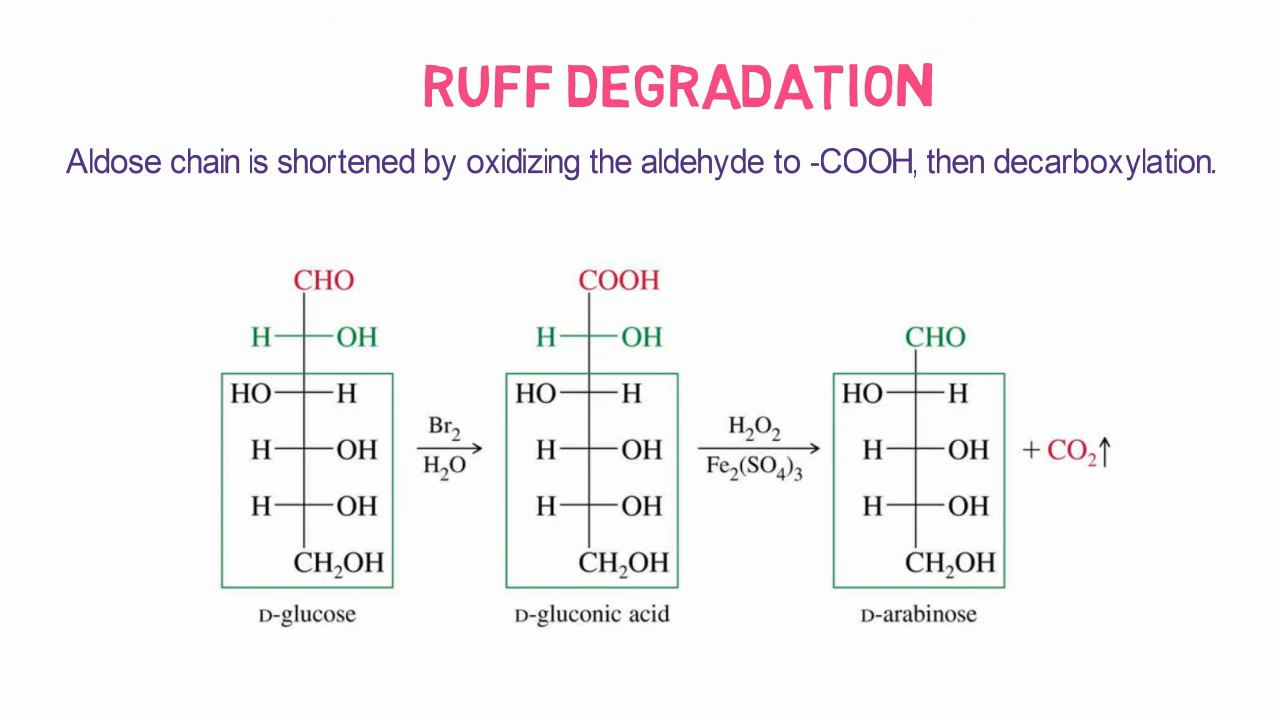 RUFF DEGRADATION
Aldose chain is shortened by oxidizing the aldehyde to -COOH, then decarboxylation.
CHO COOH
H OH H OH CHO
HO H HO H HO H
H OH Br₂ H₂O H OH H₂O₂ Fe₂(SO₄)₃ H OH + CO₂↑
H OH H OH H OH
CH₂OH CH₂OH CH₂OH
D-glucose D-gluconic acid D-arabinose